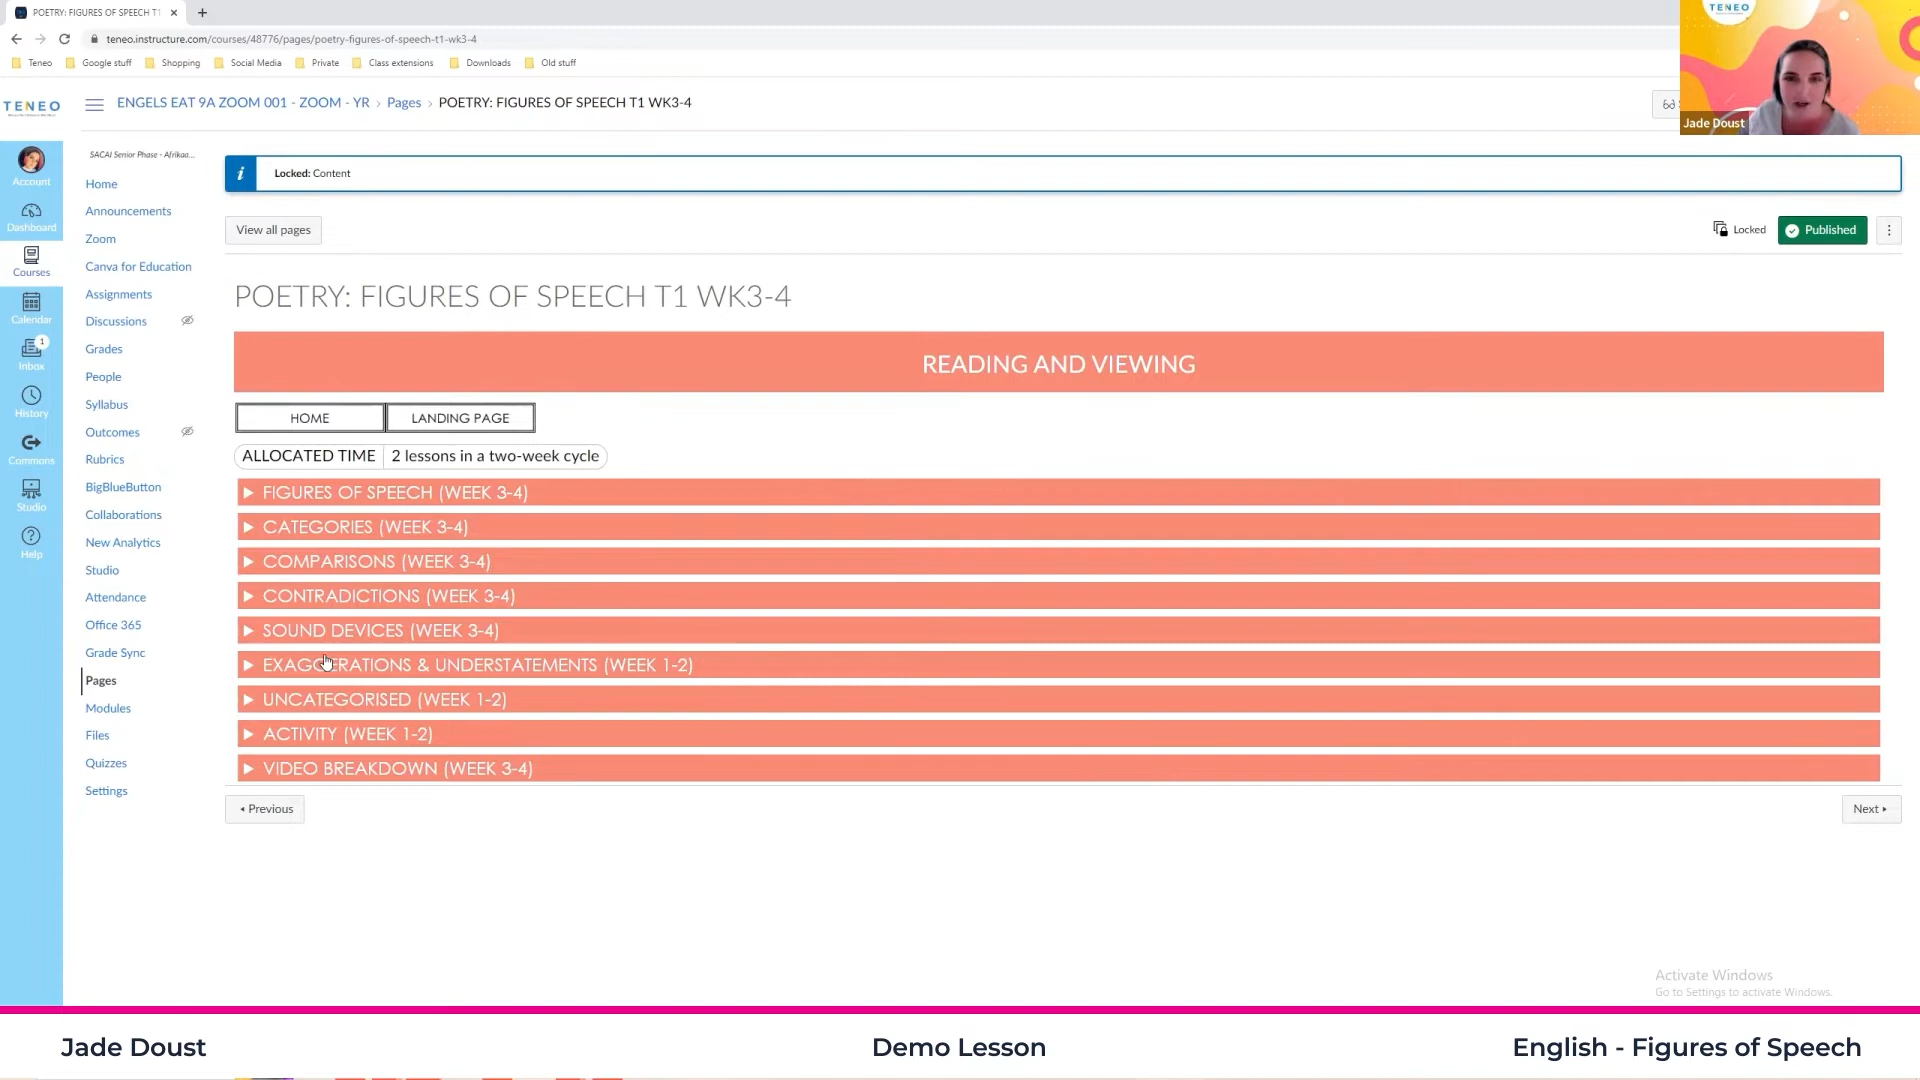 POETRY: FIGURES OF SPEECH T1
teneo.instructure.com/courses/48776/pages/poetry-figures-of-speech-t1-wk3-4
Teneo Google stuff Shopping Social Media Private Class extensions Downloads Old stuff
TENEO
Jade Doust
TENEO
ENGELS EAT 9A ZOOM 001 - ZOOM - YR › Pages › POETRY: FIGURES OF SPEECH T1 WK3-4
Account
Dashboard
Courses
Calendar
1
Inbox
History
Commons
Studio
Help
SACAI Senior Phase - Afrikaa...
Home
Announcements
Zoom
Canva for Education
Assignments
Discussions
Grades
People
Syllabus
Outcomes
Rubrics
BigBlueButton
Collaborations
New Analytics
Studio
Attendance
Office 365
Grade Sync
Pages
Modules
Files
Quizzes
Settings
i Locked: Content
View all pages
Locked Published
POETRY: FIGURES OF SPEECH T1 WK3-4
READING AND VIEWING
HOME LANDING PAGE
ALLOCATED TIME 2 lessons in a two-week cycle
FIGURES OF SPEECH (WEEK 3-4)
CATEGORIES (WEEK 3-4)
COMPARISONS (WEEK 3-4)
CONTRADICTIONS (WEEK 3-4)
SOUND DEVICES (WEEK 3-4)
EXAGGERATIONS & UNDERSTATEMENTS (WEEK 1-2)
UNCATEGORISED (WEEK 1-2)
ACTIVITY (WEEK 1-2)
VIDEO BREAKDOWN (WEEK 3-4)
Previous Next
Activate Windows
Go to Settings to activate Windows.
Jade Doust Demo Lesson English - Figures of Speech